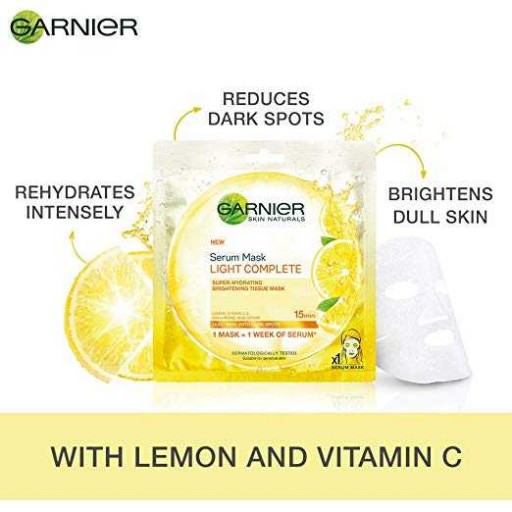 GARNIER
REDUCES
DARK SPOTS
REHYDRATES
INTENSELY
BRIGHTENS
DULL SKIN
GARNIER
SKIN NATURALS
NEW
Serum Mask
LIGHT COMPLETE
SUPER-HYDRATING
BRIGHTENING TISSUE MASK
15min
1 MASK = 1 WEEK OF SERUM*
DERMATOLOGICALLY TESTED
x1
SERUM MASK
WITH LEMON AND VITAMIN C